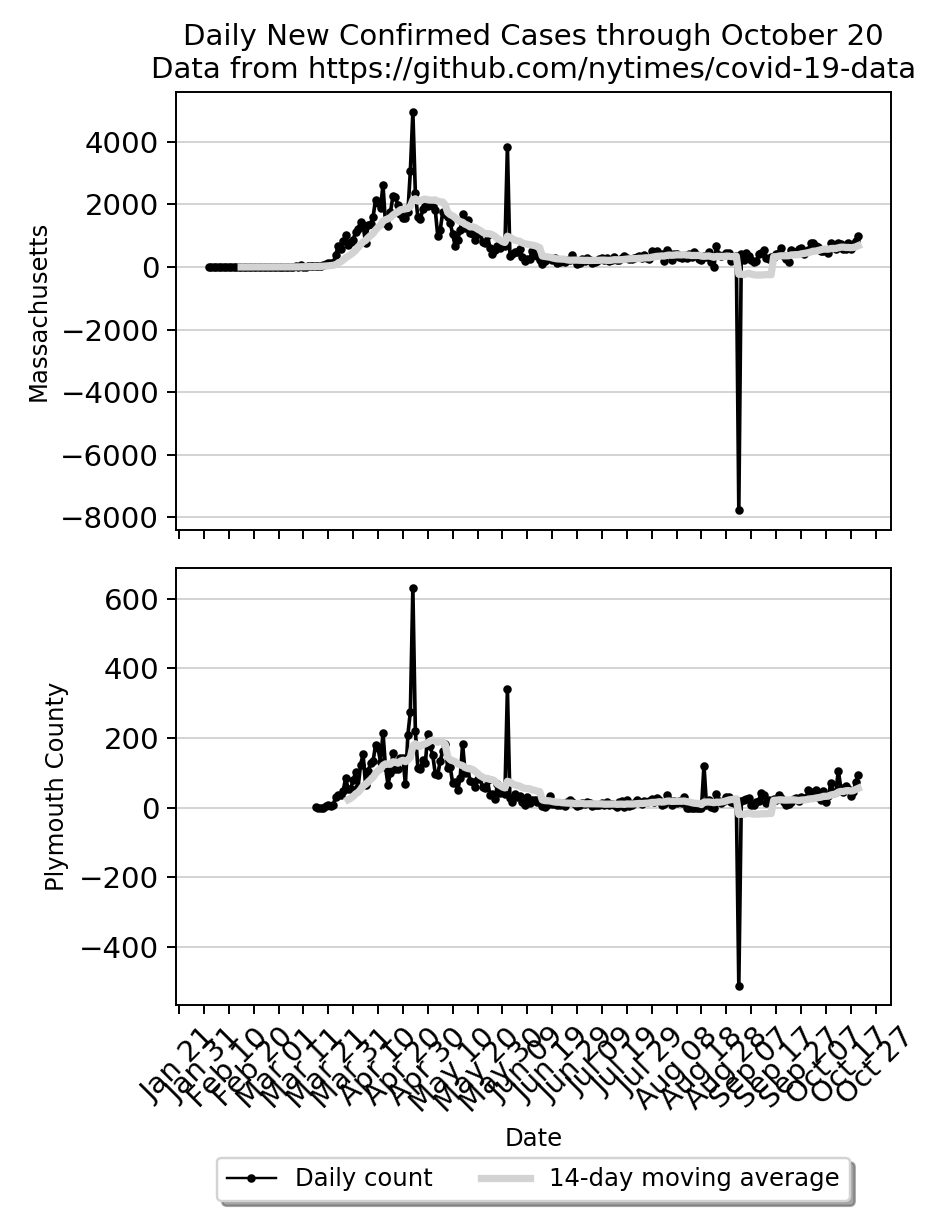 Daily New Confirmed Cases through October 20
Data from https://github.com/nytimes/covid-19-data
Massachusetts
4000
2000
0
−2000
−4000
−6000
−8000
Plymouth County
600
400
200
0
−200
−400
Jan 21
Jan 31
Feb 10
Feb 20
Mar 01
Mar 11
Mar 21
Mar 31
Apr 10
Apr 20
Apr 30
May 10
May 20
May 30
Jun 09
Jun 19
Jun 29
Jul 09
Jul 19
Jul 29
Aug 08
Aug 18
Aug 28
Sep 07
Sep 17
Sep 27
Oct 07
Oct 17
Oct 27
Date
Daily count
14-day moving average